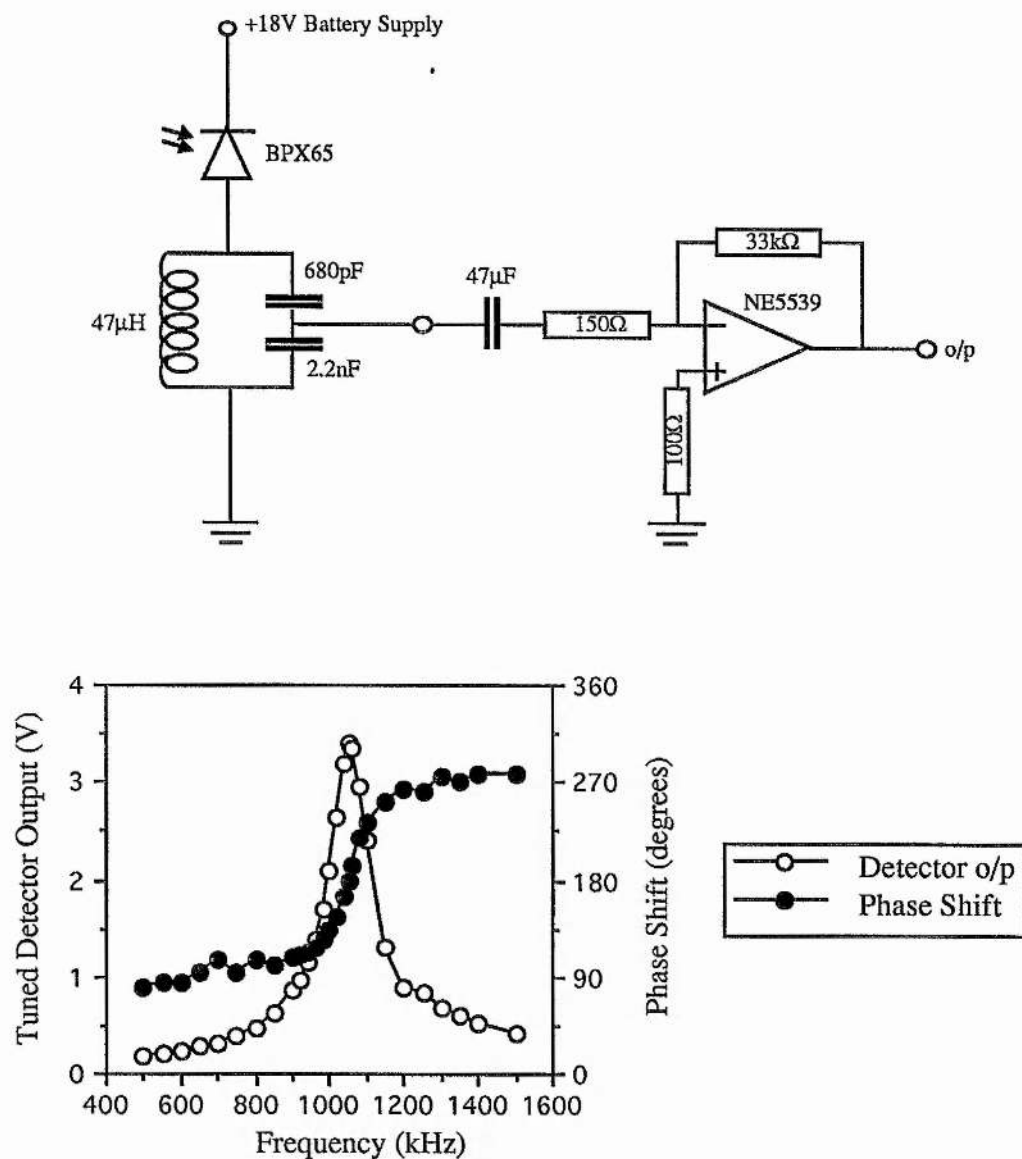 +18V Battery Supply
BPX65
680pF
47μF
33kΩ
NE5539
47μH
150Ω
o/p
2.2nF
100Ω
4
3
2
1
0
360
270
180
90
0
400 600 800 1000 1200 1400 1600
Tuned Detector Output (V)
Phase Shift (degrees)
Frequency (kHz)
Detector o/p
Phase Shift